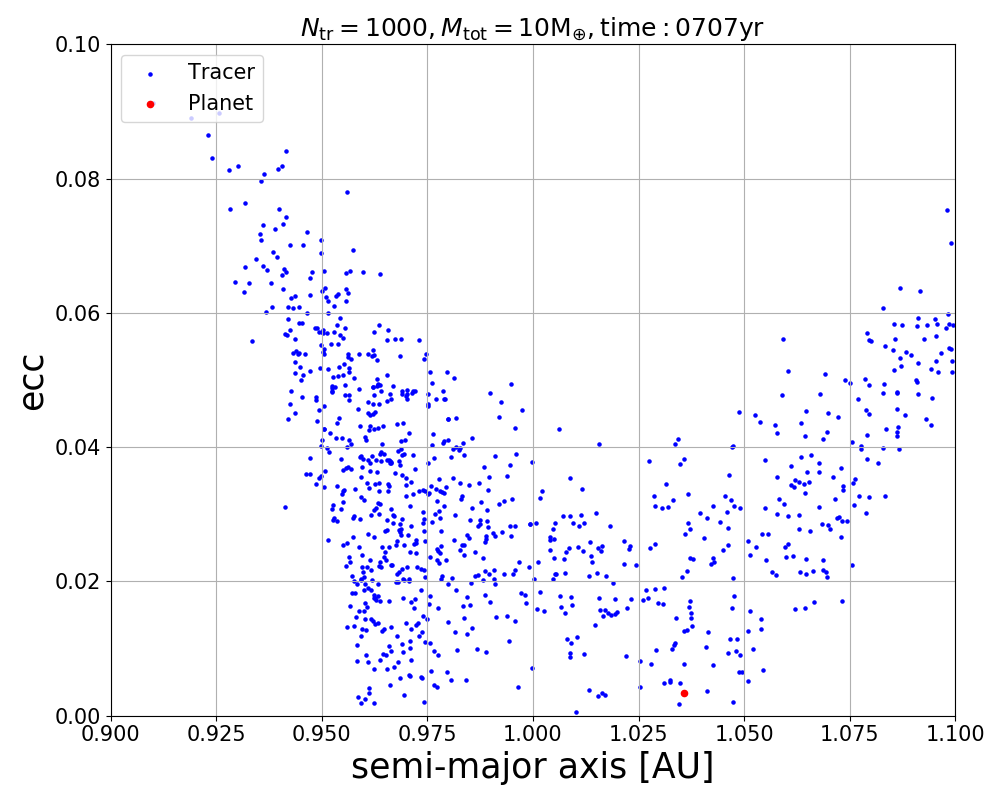 N_tr = 1000, M_tot = 10M_⊕, time : 0707yr
Tracer
Planet
0.10
0.08
0.06
0.04
0.02
0.00
ecc
0.900 0.925 0.950 0.975 1.000 1.025 1.050 1.075 1.100
semi-major axis [AU]